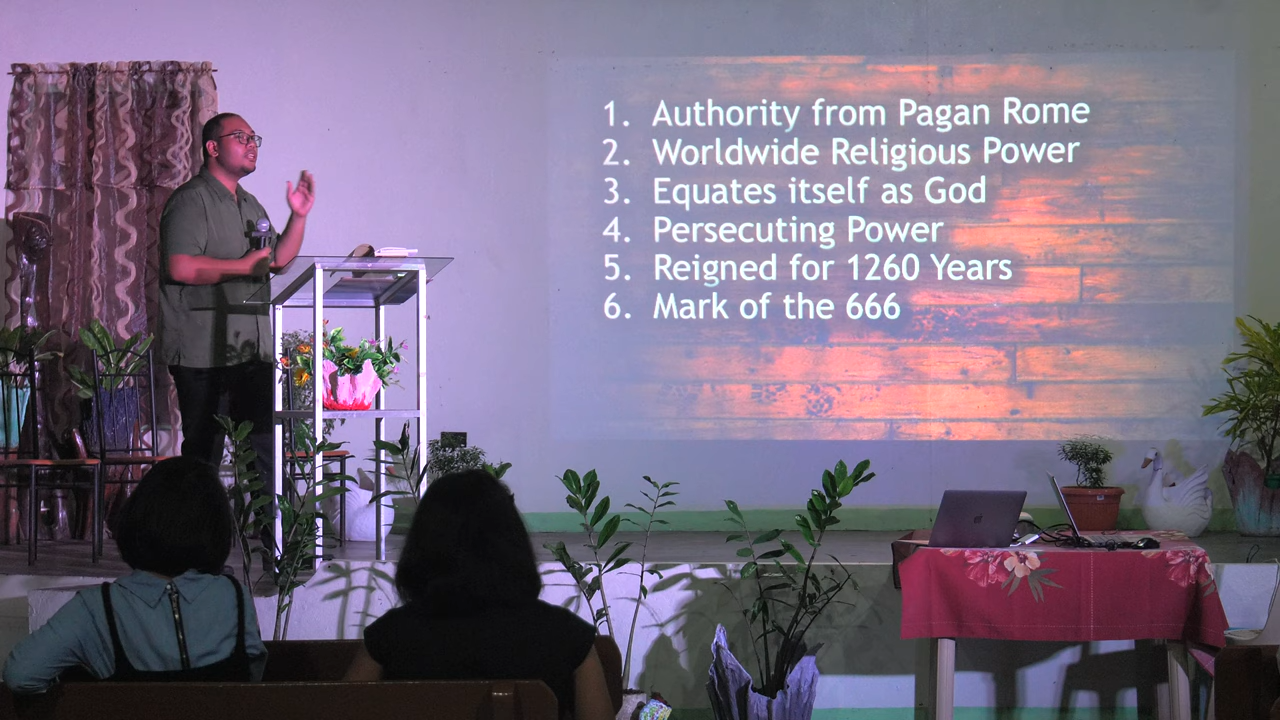 1. Authority from Pagan Rome
2. Worldwide Religious Power
3. Equates itself as God
4. Persecuting Power
5. Reigned for 1260 Years
6. Mark of the 666